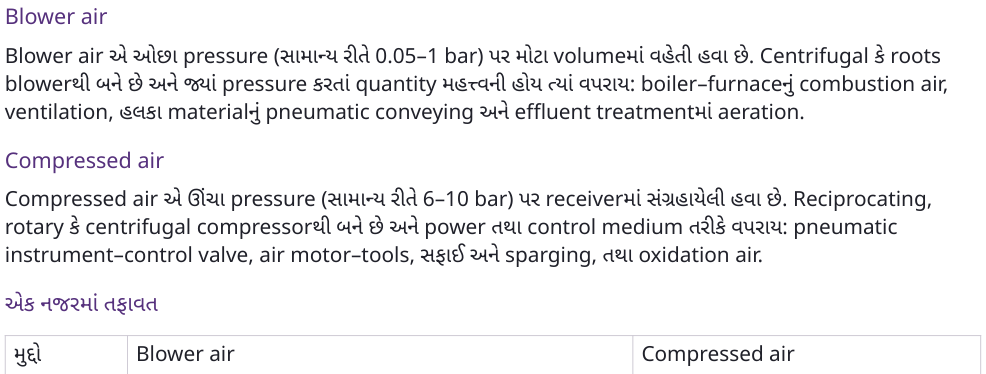 Blower air
Blower air એ ઓછા pressure (સામાન્ય રીતે 0.05–1 bar) પર મોટા volumeમાં વહેતી હવા છે. Centrifugal કે roots
blowerથી બને છે અને જ્યાં pressure કરતાં quantity મહત્ત્વની હોય ત્યાં વપરાય: boiler–furnaceનું combustion air,
ventilation, હલકા materialનું pneumatic conveying અને effluent treatmentમાં aeration.
Compressed air
Compressed air એ ઊંચા pressure (સામાન્ય રીતે 6–10 bar) પર receiverમાં સંગ્રહાયેલી હવા છે. Reciprocating,
rotary કે centrifugal compressorથી બને છે અને power તથા control medium તરીકે વપરાય: pneumatic
instrument–control valve, air motor–tools, સફાઈ અને sparging, તથા oxidation air.
એક નજરમાં તફાવત
મુદ્દો Blower air Compressed air